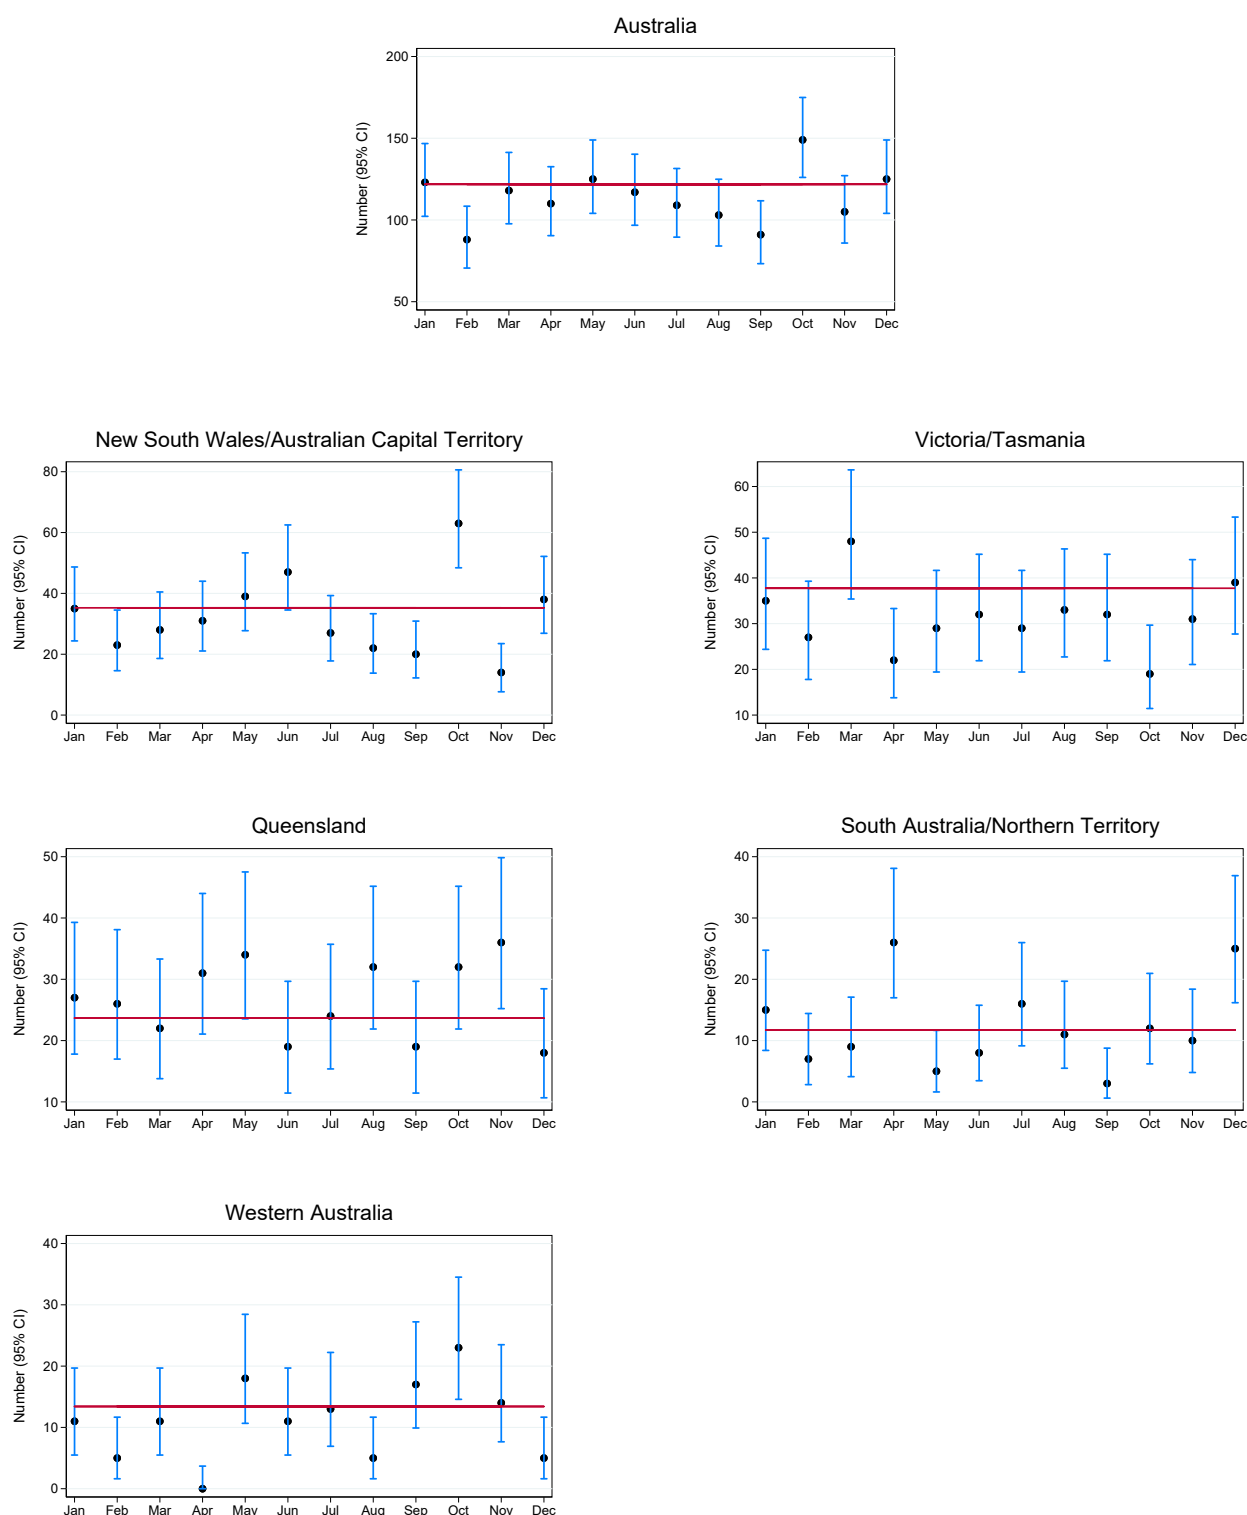 Australia
Number (95% CI)
200
150
100
50
Jan Feb Mar Apr May Jun Jul Aug Sep Oct Nov Dec
New South Wales/Australian Capital Territory
Number (95% CI)
80
60
40
20
0
Jan Feb Mar Apr May Jun Jul Aug Sep Oct Nov Dec
Victoria/Tasmania
Number (95% CI)
60
50
40
30
20
10
Jan Feb Mar Apr May Jun Jul Aug Sep Oct Nov Dec
Queensland
Number (95% CI)
50
40
30
20
10
Jan Feb Mar Apr May Jun Jul Aug Sep Oct Nov Dec
South Australia/Northern Territory
Number (95% CI)
40
30
20
10
0
Jan Feb Mar Apr May Jun Jul Aug Sep Oct Nov Dec
Western Australia
Number (95% CI)
40
30
20
10
0
Jan Feb Mar Apr May Jun Jul Aug Sep Oct Nov Dec